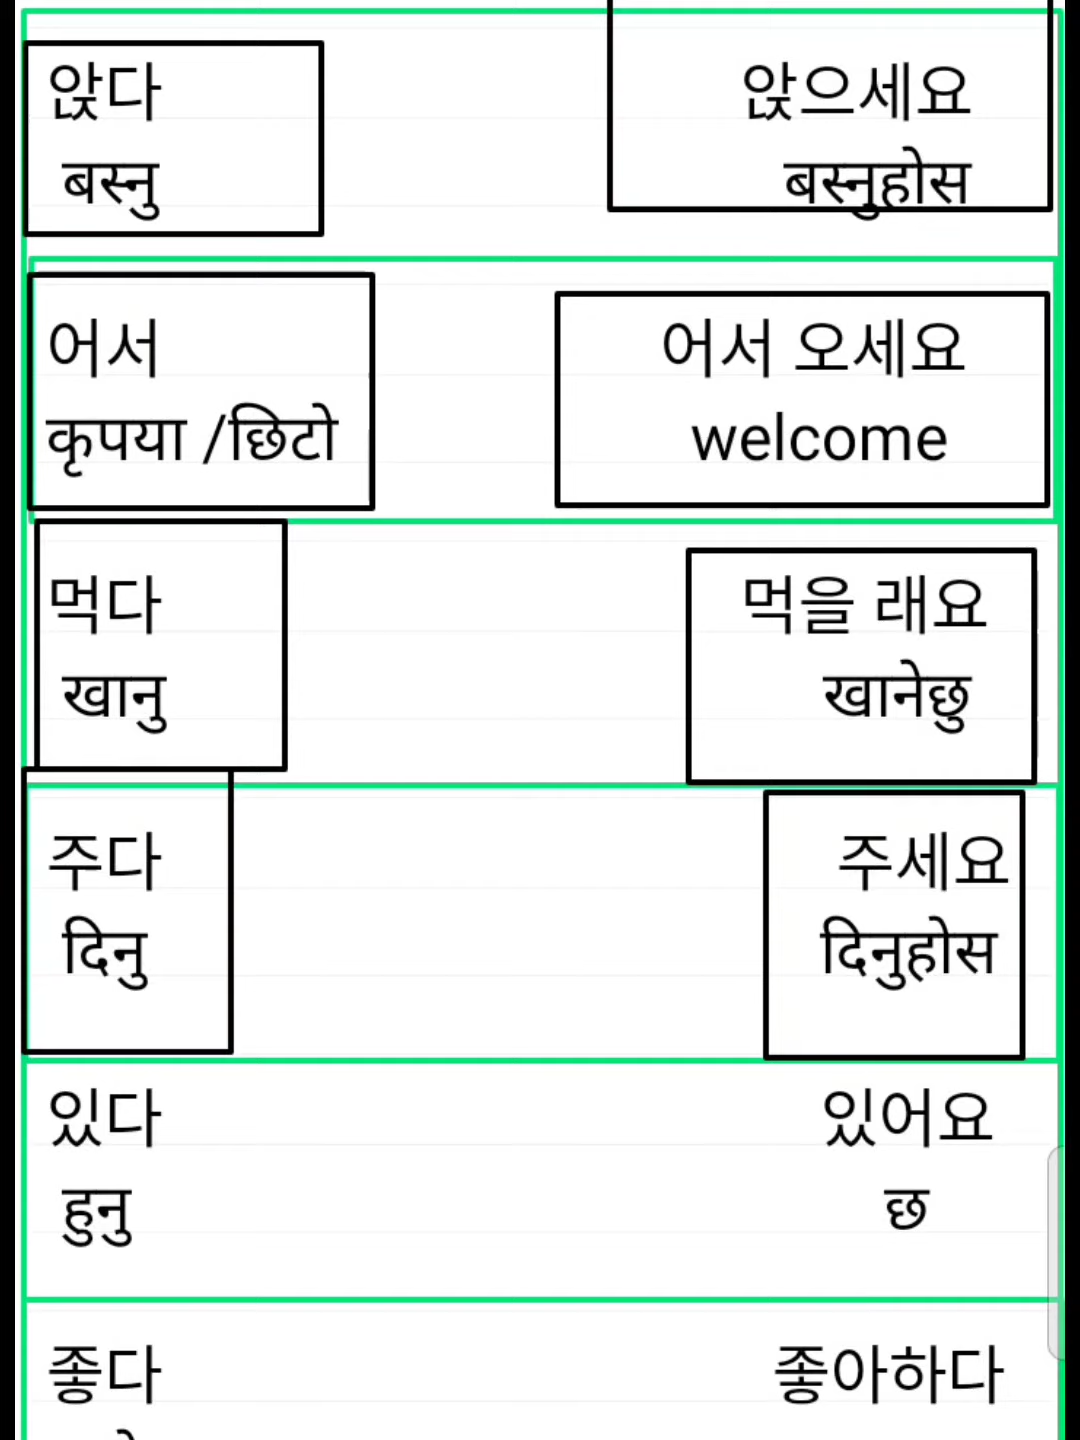 앉다 앉으세요
बस्नु बस्नुहोस
어서 어서 오세요
कृपया /छिटो welcome
먹다 먹을 래요
खानु खानेछु
주다 주세요
दिनु दिनुहोस
있다 있어요
हुनु छ
좋다 좋아하다